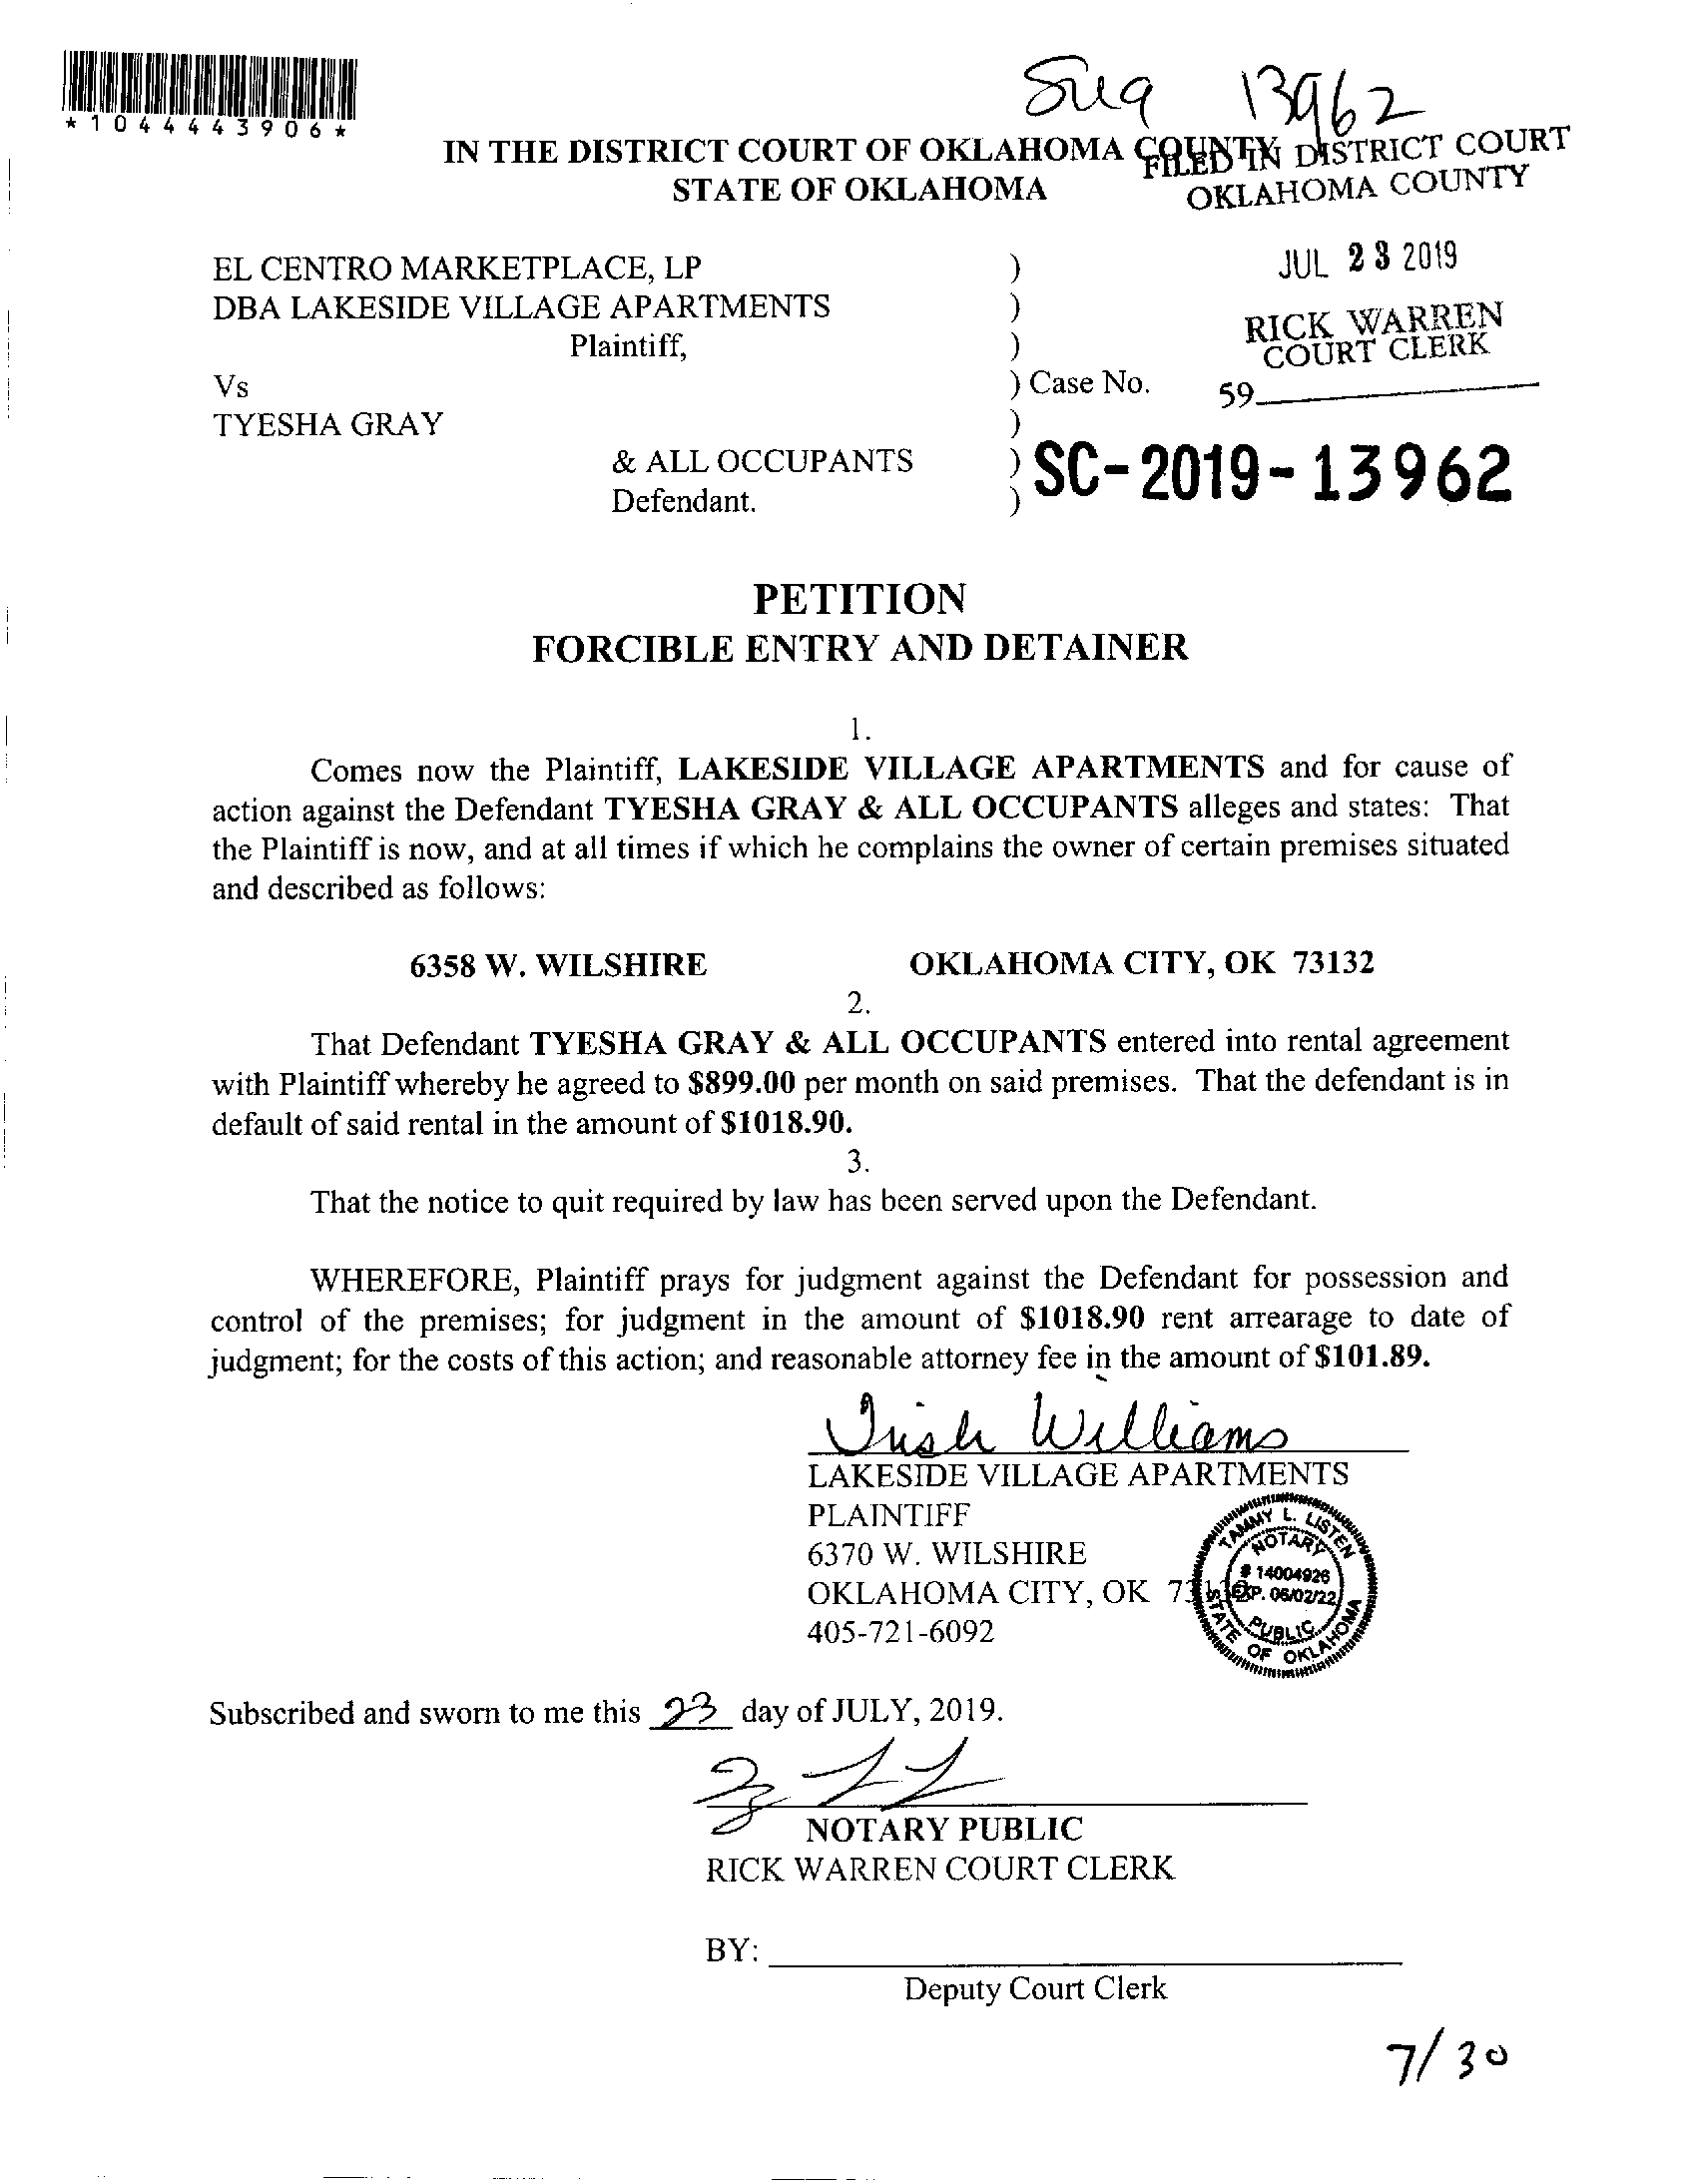 *1044443906*
Sug 13962
IN THE DISTRICT COURT OF OKLAHOMA COUNTY
STATE OF OKLAHOMA
FILED IN DISTRICT COURT
OKLAHOMA COUNTY
JUL 23 2019
RICK WARREN
COURT CLERK
59
EL CENTRO MARKETPLACE, LP )
DBA LAKESIDE VILLAGE APARTMENTS )
Plaintiff, )
Vs ) Case No.
TYESHA GRAY )
& ALL OCCUPANTS ) SC-2019-13962
Defendant. )
PETITION
FORCIBLE ENTRY AND DETAINER
1.
Comes now the Plaintiff, LAKESIDE VILLAGE APARTMENTS and for cause of
action against the Defendant TYESHA GRAY & ALL OCCUPANTS alleges and states: That
the Plaintiff is now, and at all times if which he complains the owner of certain premises situated
and described as follows:
6358 W. WILSHIRE OKLAHOMA CITY, OK 73132
2.
That Defendant TYESHA GRAY & ALL OCCUPANTS entered into rental agreement
with Plaintiff whereby he agreed to $899.00 per month on said premises. That the defendant is in
default of said rental in the amount of $1018.90.
3.
That the notice to quit required by law has been served upon the Defendant.
WHEREFORE, Plaintiff prays for judgment against the Defendant for possession and
control of the premises; for judgment in the amount of $1018.90 rent arrearage to date of
judgment; for the costs of this action; and reasonable attorney fee in the amount of $101.89.
Trish Williams
LAKESIDE VILLAGE APARTMENTS
PLAINTIFF
6370 W. WILSHIRE
OKLAHOMA CITY, OK
405-721-6092
TAMMY L. LISTEN
NOTARY
# 14004926
EXP. 06/02/22
PUBLIC
STATE OF OKLAHOMA
Subscribed and sworn to me this 23 day of JULY, 2019.
NOTARY PUBLIC
RICK WARREN COURT CLERK
BY:
Deputy Court Clerk
7/30